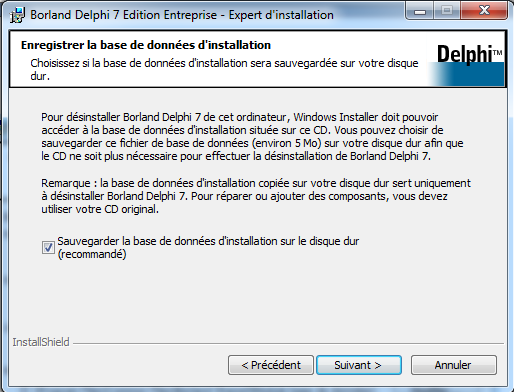 Borland Delphi 7 Edition Entreprise - Expert d'installation
Enregistrer la base de données d'installation
Choisissez si la base de données d'installation sera sauvegardée sur votre disque
dur.
Delphi™
Pour désinstaller Borland Delphi 7 de cet ordinateur, Windows Installer doit pouvoir
accéder à la base de données d'installation située sur ce CD. Vous pouvez choisir de
sauvegarder ce fichier de base de données (environ 5 Mo) sur votre disque dur afin que
le CD ne soit plus nécessaire pour effectuer la désinstallation de Borland Delphi 7.
Remarque : la base de données d'installation copiée sur votre disque dur sert uniquement
à désinstaller Borland Delphi 7. Pour réparer ou ajouter des composants, vous devez
utiliser votre CD original.
Sauvegarder la base de données d'installation sur le disque dur
(recommandé)
InstallShield
< Précédent
Suivant >
Annuler